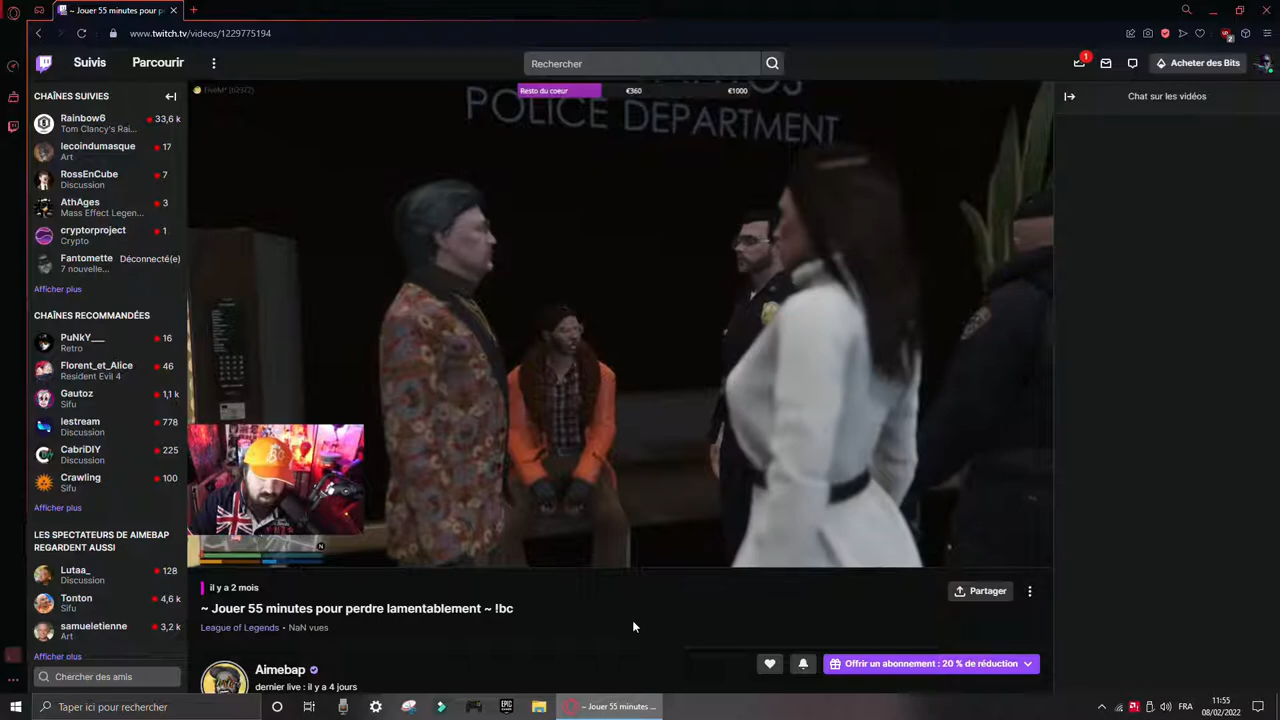 ~ Jouer 55 minutes pour p
www.twitch.tv/videos/1229775194
2
Suivis
Parcourir
Rechercher
1
Acheter des Bits
CHAÎNES SUIVIES
Rainbow6
33,6 k
Tom Clancy's Rai...
lecoindumasque
17
Art
RossEnCube
7
Discussion
AthAges
3
Mass Effect Legen...
cryptorproject
1
Crypto
Fantomette
Déconnecté(e)
7 nouvelle...
Afficher plus
CHAÎNES RECOMMANDÉES
PuNkY___
16
Retro
Florent_et_Alice
46
Resident Evil 4
Gautoz
1,1 k
Sifu
lestream
778
Discussion
CabriDIY
225
Discussion
Crawling
100
Sifu
Afficher plus
LES SPECTATEURS DE AIMEBAP
REGARDENT AUSSI
Lutaa_
128
Discussion
Tonton
4,6 k
Sifu
samueletienne
3,2 k
Art
Afficher plus
Chercher des amis
Resto du coeur
€360
€1000
POLICE DEPARTMENT
N
Chat sur les vidéos
il y a 2 mois
~ Jouer 55 minutes pour perdre lamentablement ~ !bc
League of Legends • NaN vues
Partager
Aimebap
dernier live : il y a 4 jours
Offrir un abonnement : 20 % de réduction
Taper ici pour rechercher
EPIC
~ Jouer 55 minutes ...
FRA
11:55
08/02/2022